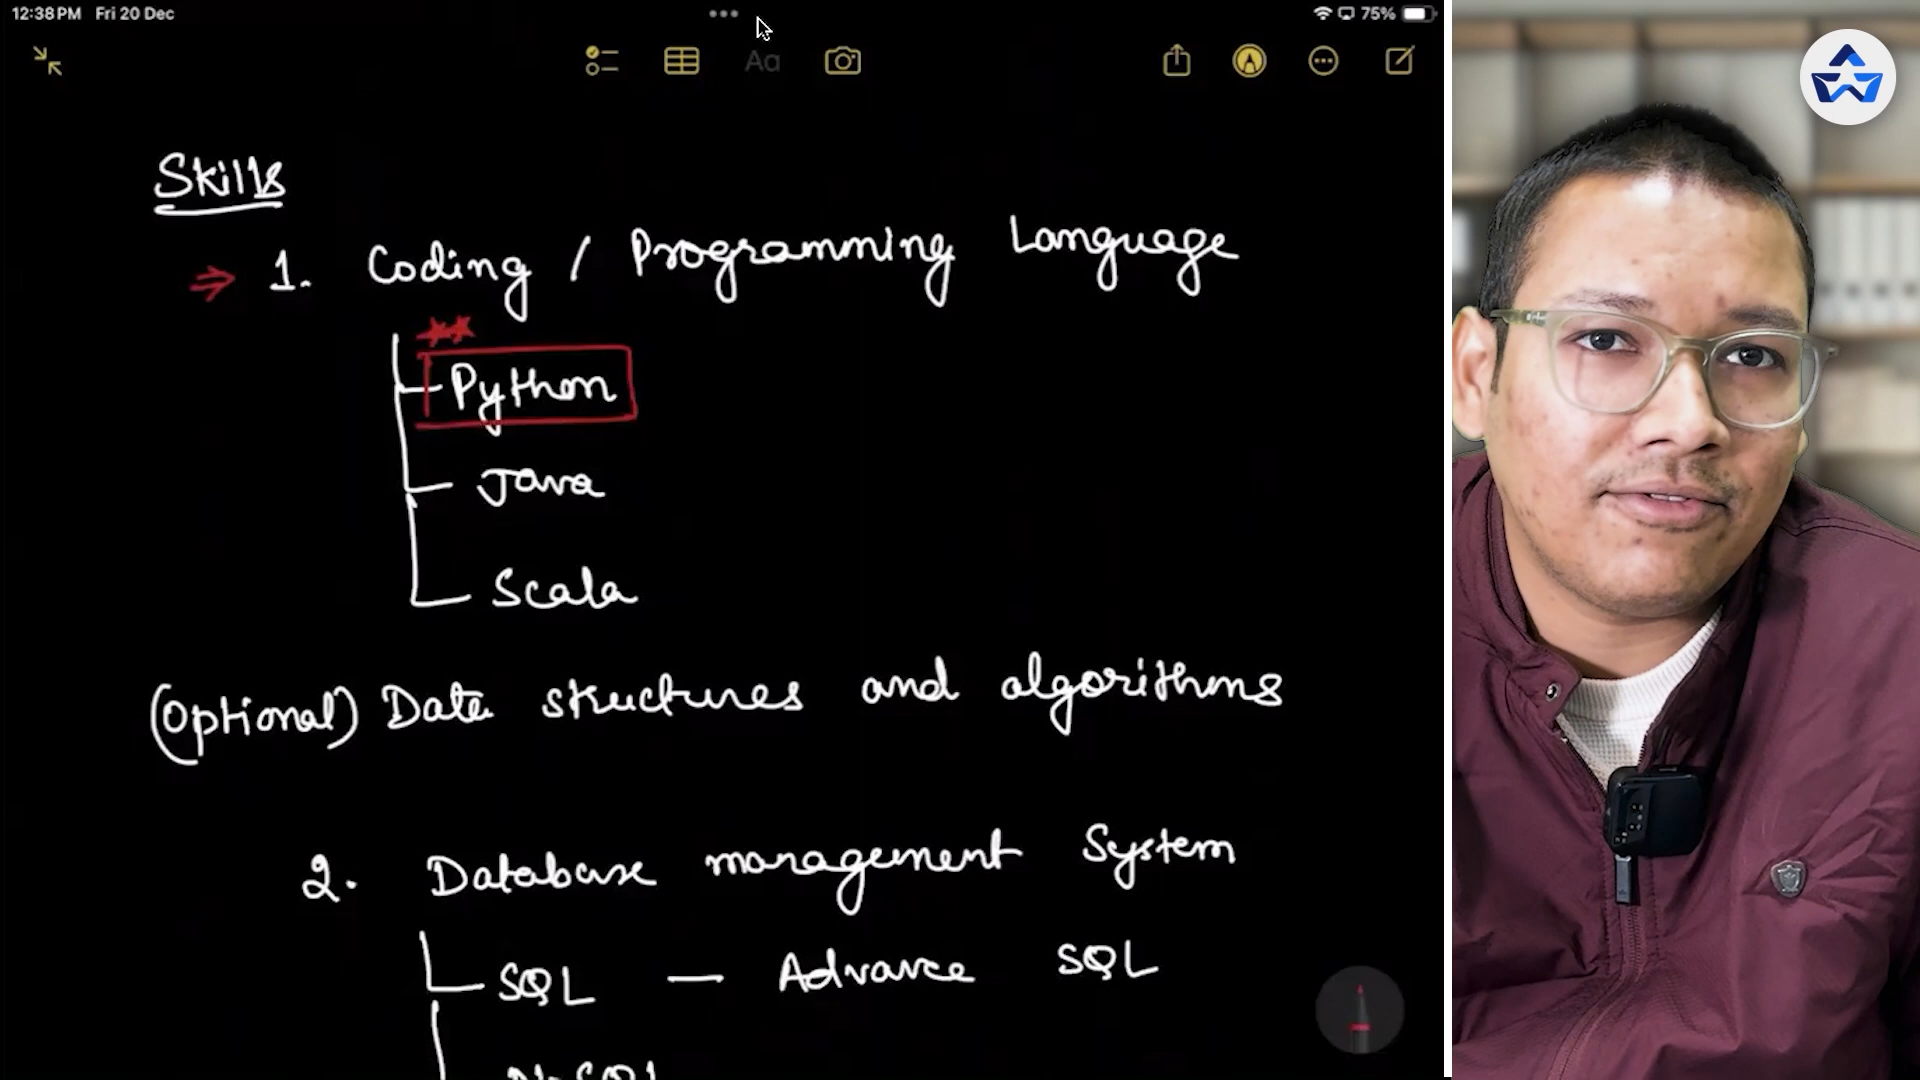 12:38 PM Fri 20 Dec
75%
Aa
Skills
⇒ 1. Coding / Programming Language
**
Python
Java
Scala
(Optional) Data structures and algorithms
2. Database management System
SQL — Advance SQL
NoSQL